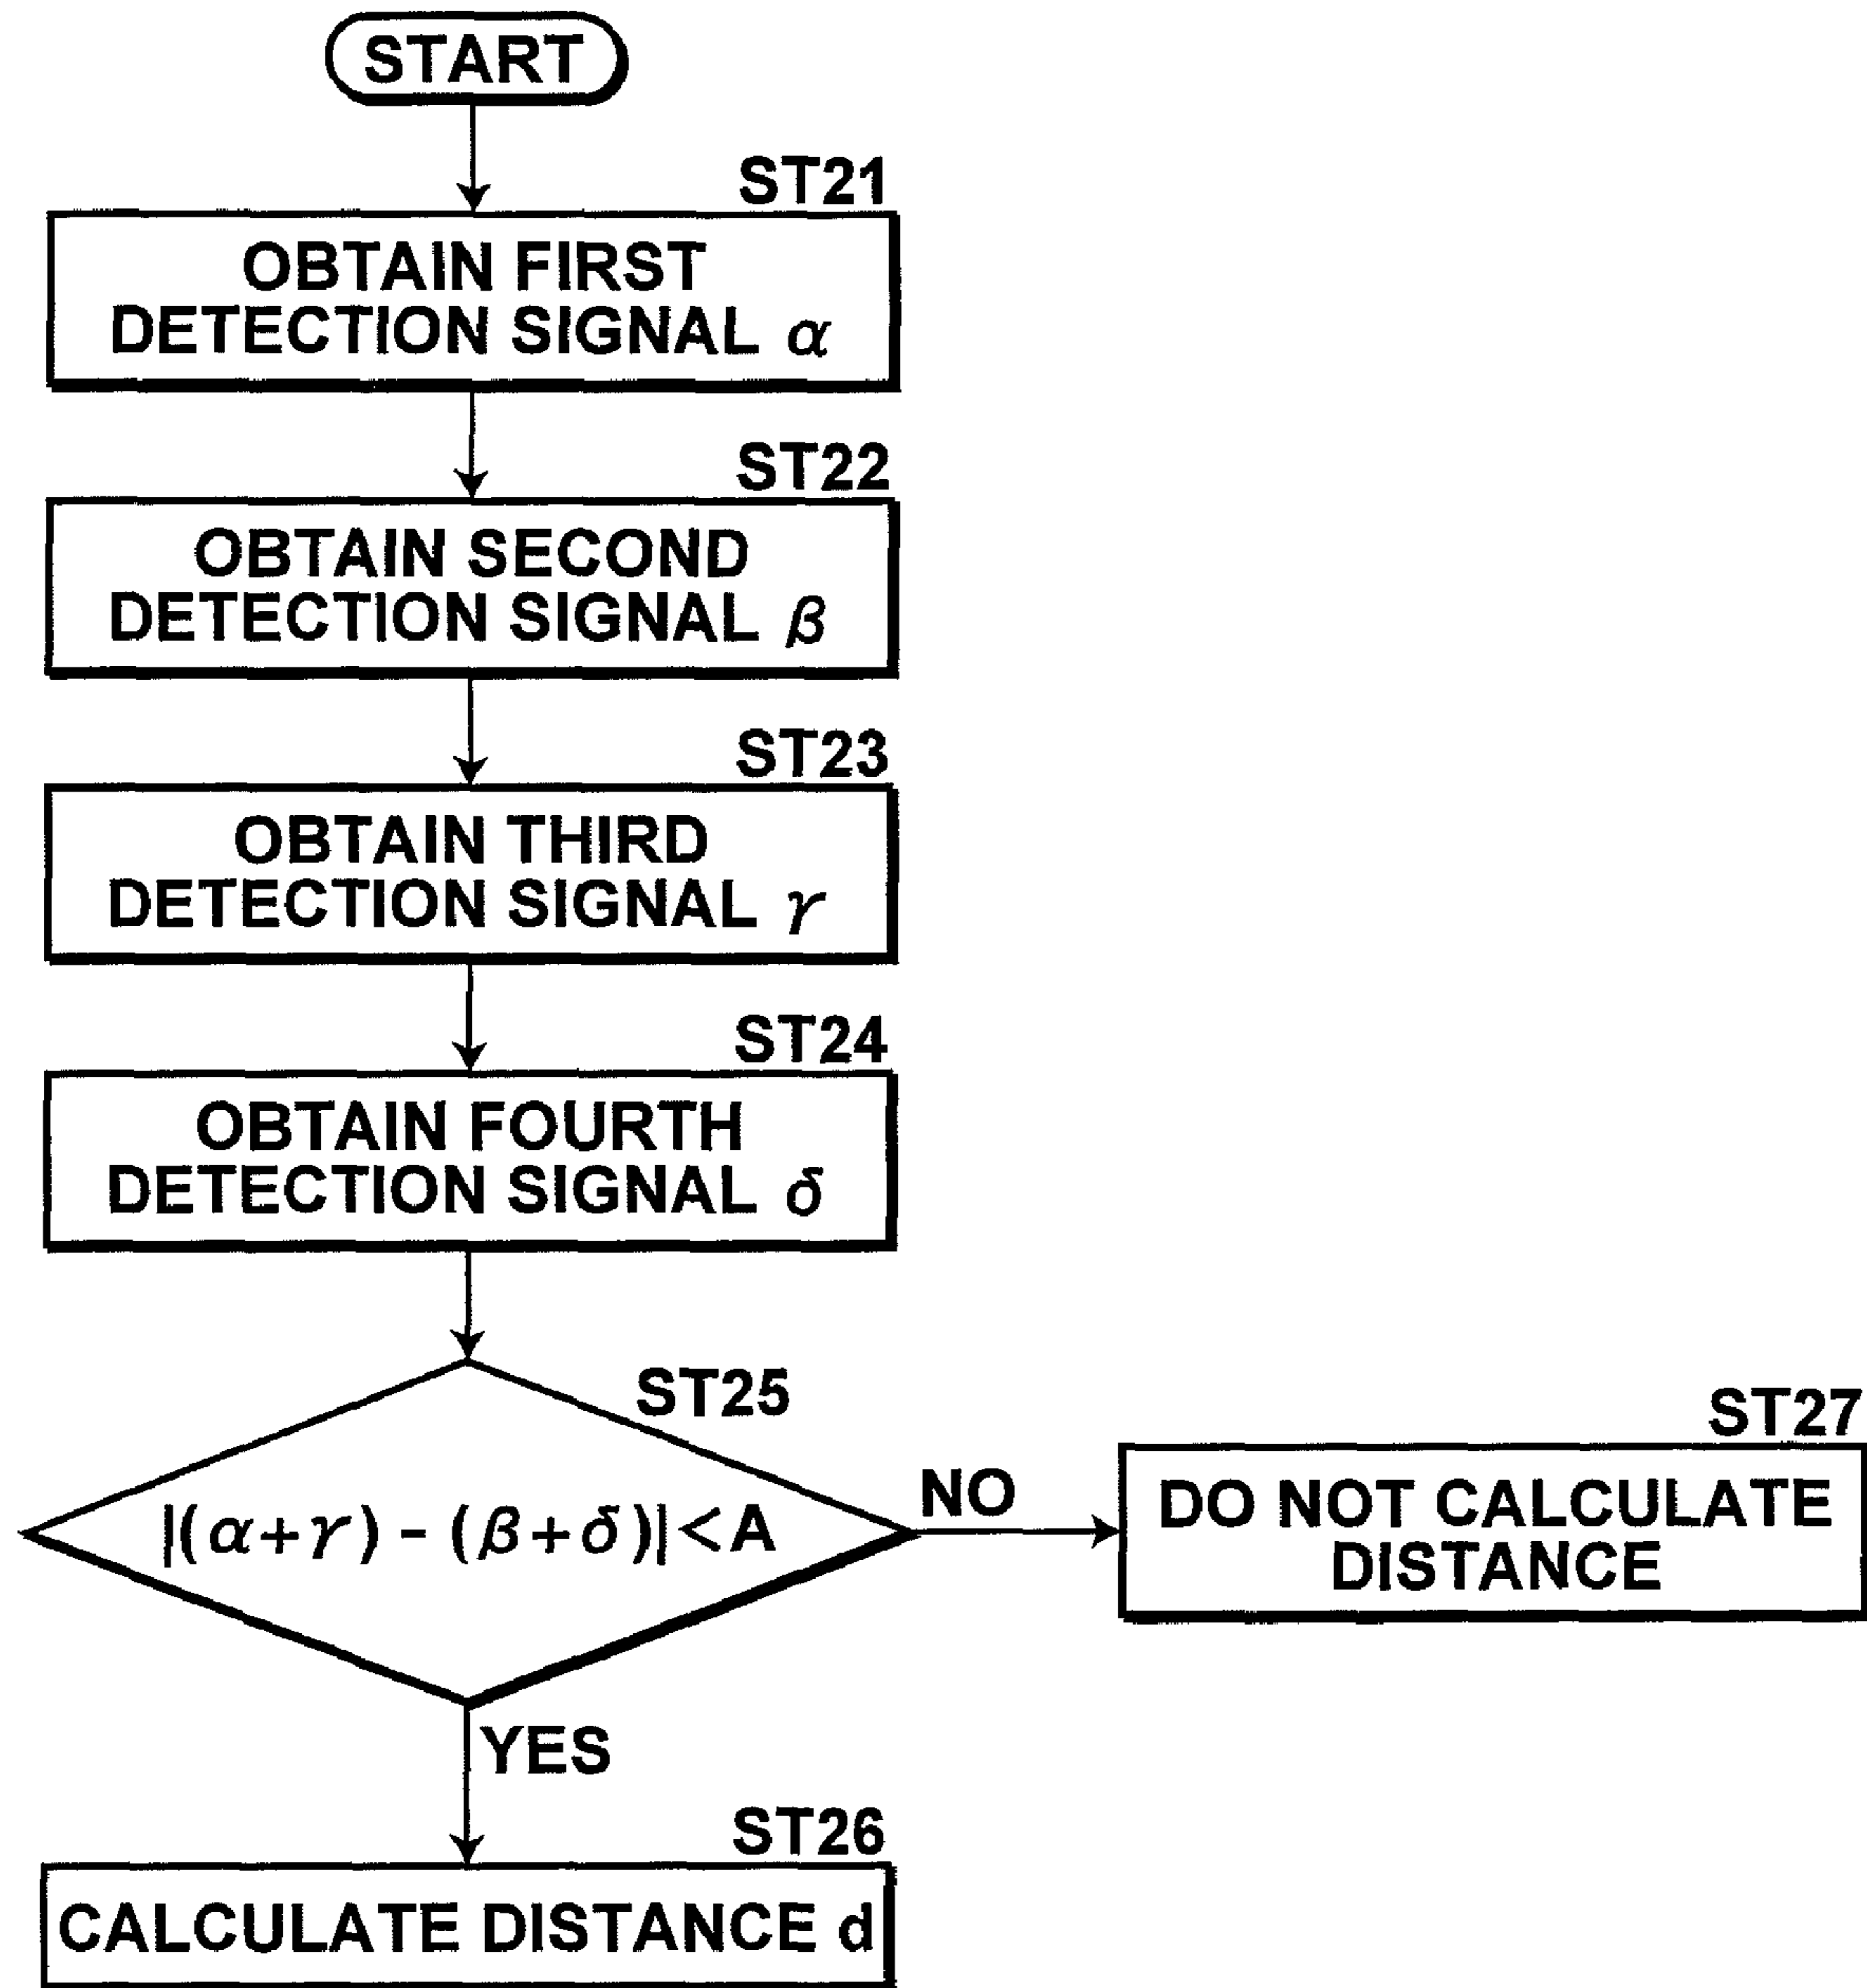 START
ST21
OBTAIN FIRST
DETECTION SIGNAL α
ST22
OBTAIN SECOND
DETECTION SIGNAL β
ST23
OBTAIN THIRD
DETECTION SIGNAL γ
ST24
OBTAIN FOURTH
DETECTION SIGNAL δ
ST25
|(α+γ) - (β+δ)|<A
NO
ST27
DO NOT CALCULATE
DISTANCE
YES
ST26
CALCULATE DISTANCE d